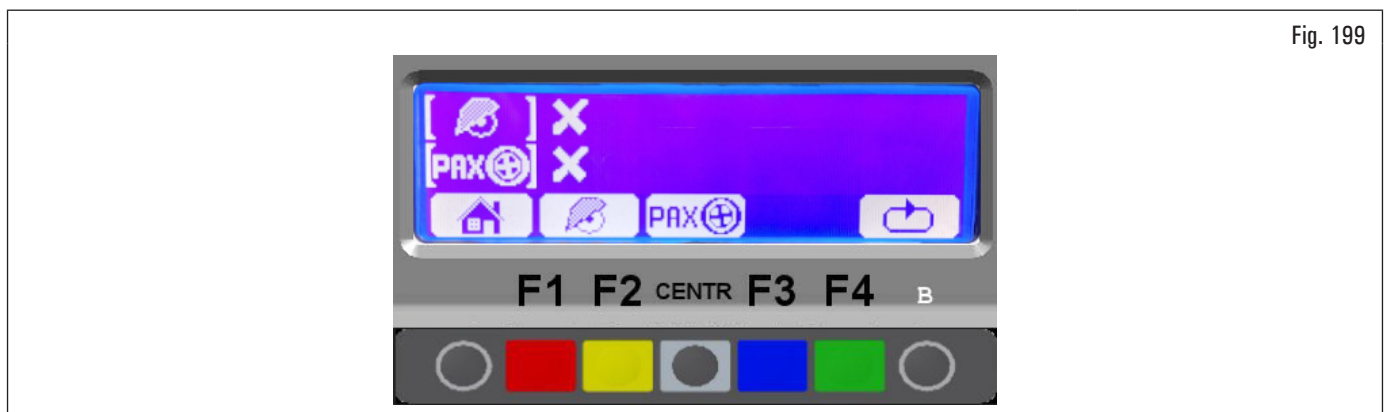 Fig. 199
[ ] X
[PAX] X
PAX
F1 F2 CENTR F3 F4 B